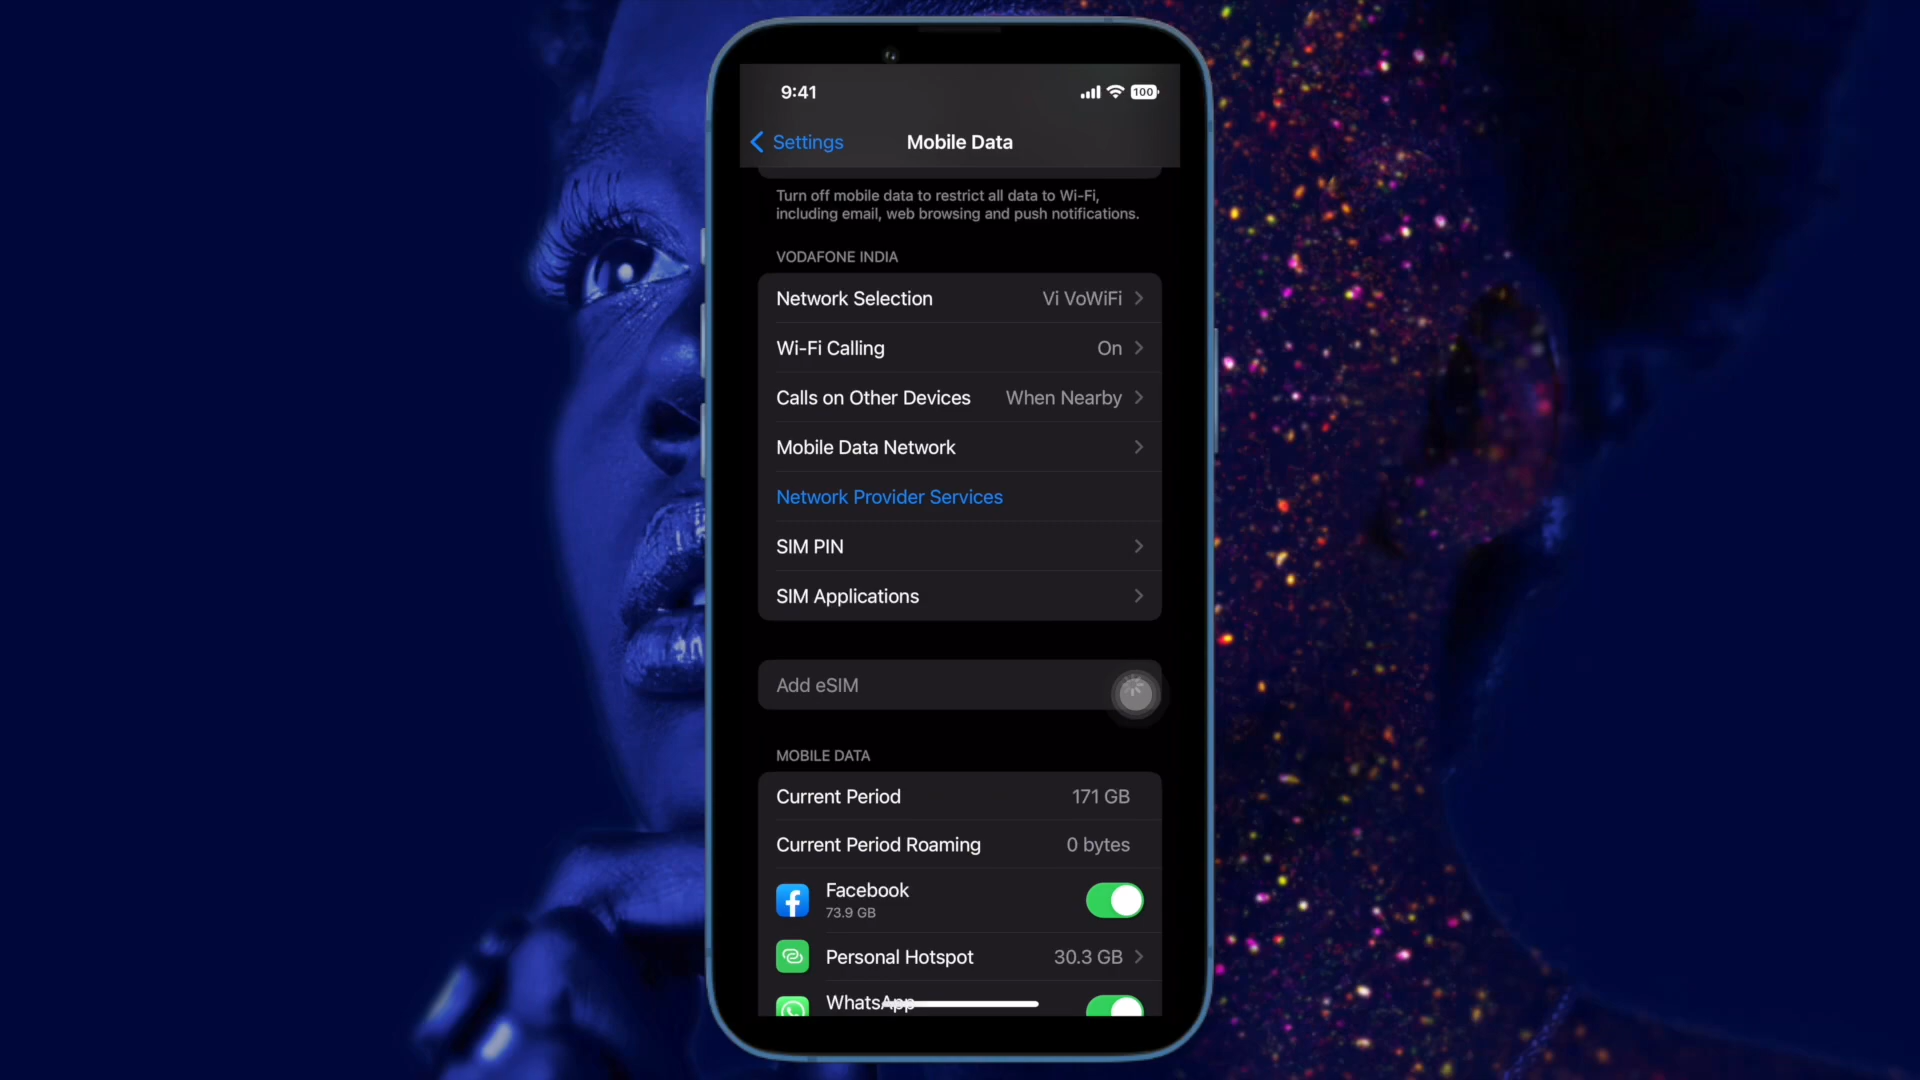 9:41
100
Settings
Mobile Data
Turn off mobile data to restrict all data to Wi-Fi,
including email, web browsing and push notifications.
VODAFONE INDIA
Network Selection Vi VoWiFi
Wi-Fi Calling On
Calls on Other Devices When Nearby
Mobile Data Network
Network Provider Services
SIM PIN
SIM Applications
Add eSIM
MOBILE DATA
Current Period 171 GB
Current Period Roaming 0 bytes
Facebook
73.9 GB
Personal Hotspot 30.3 GB
WhatsApp